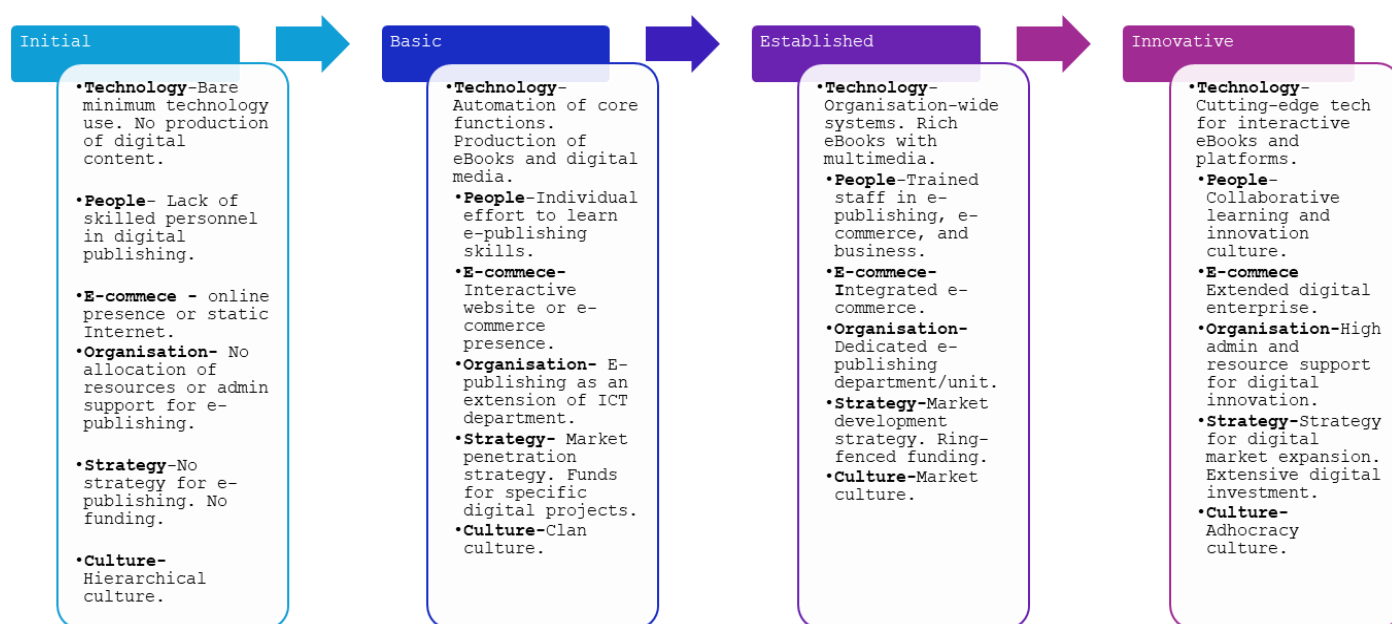 Initial
•Technology-Bare
minimum technology
use. No production
of digital
content.
•People- Lack of
skilled personnel
in digital
publishing.
•E-commece - online
presence or static
Internet.
•Organisation- No
allocation of
resources or admin
support for e-
publishing.
•Strategy-No
strategy for e-
publishing. No
funding.
•Culture-
Hierarchical
culture.
Basic
•Technology-
Automation of core
functions.
Production of
eBooks and digital
media.
•People-Individual
effort to learn
e-publishing
skills.
•E-commece-
Interactive
website or e-
commerce
presence.
•Organisation- E-
publishing as an
extension of ICT
department.
•Strategy- Market
penetration
strategy. Funds
for specific
digital projects.
•Culture-Clan
culture.
Established
•Technology-
Organisation-wide
systems. Rich
eBooks with
multimedia.
•People-Trained
staff in e-
publishing, e-
commerce, and
business.
•E-commece-
Integrated e-
commerce.
•Organisation-
Dedicated e-
publishing
department/unit.
•Strategy-Market
development
strategy. Ring-
fenced funding.
•Culture-Market
culture.
Innovative
•Technology-
Cutting-edge tech
for interactive
eBooks and
platforms.
•People-
Collaborative
learning and
innovation
culture.
•E-commece
Extended digital
enterprise.
•Organisation-High
admin and
resource support
for digital
innovation.
•Strategy-Strategy
for digital
market expansion.
Extensive digital
investment.
•Culture-
Adhocracy
culture.